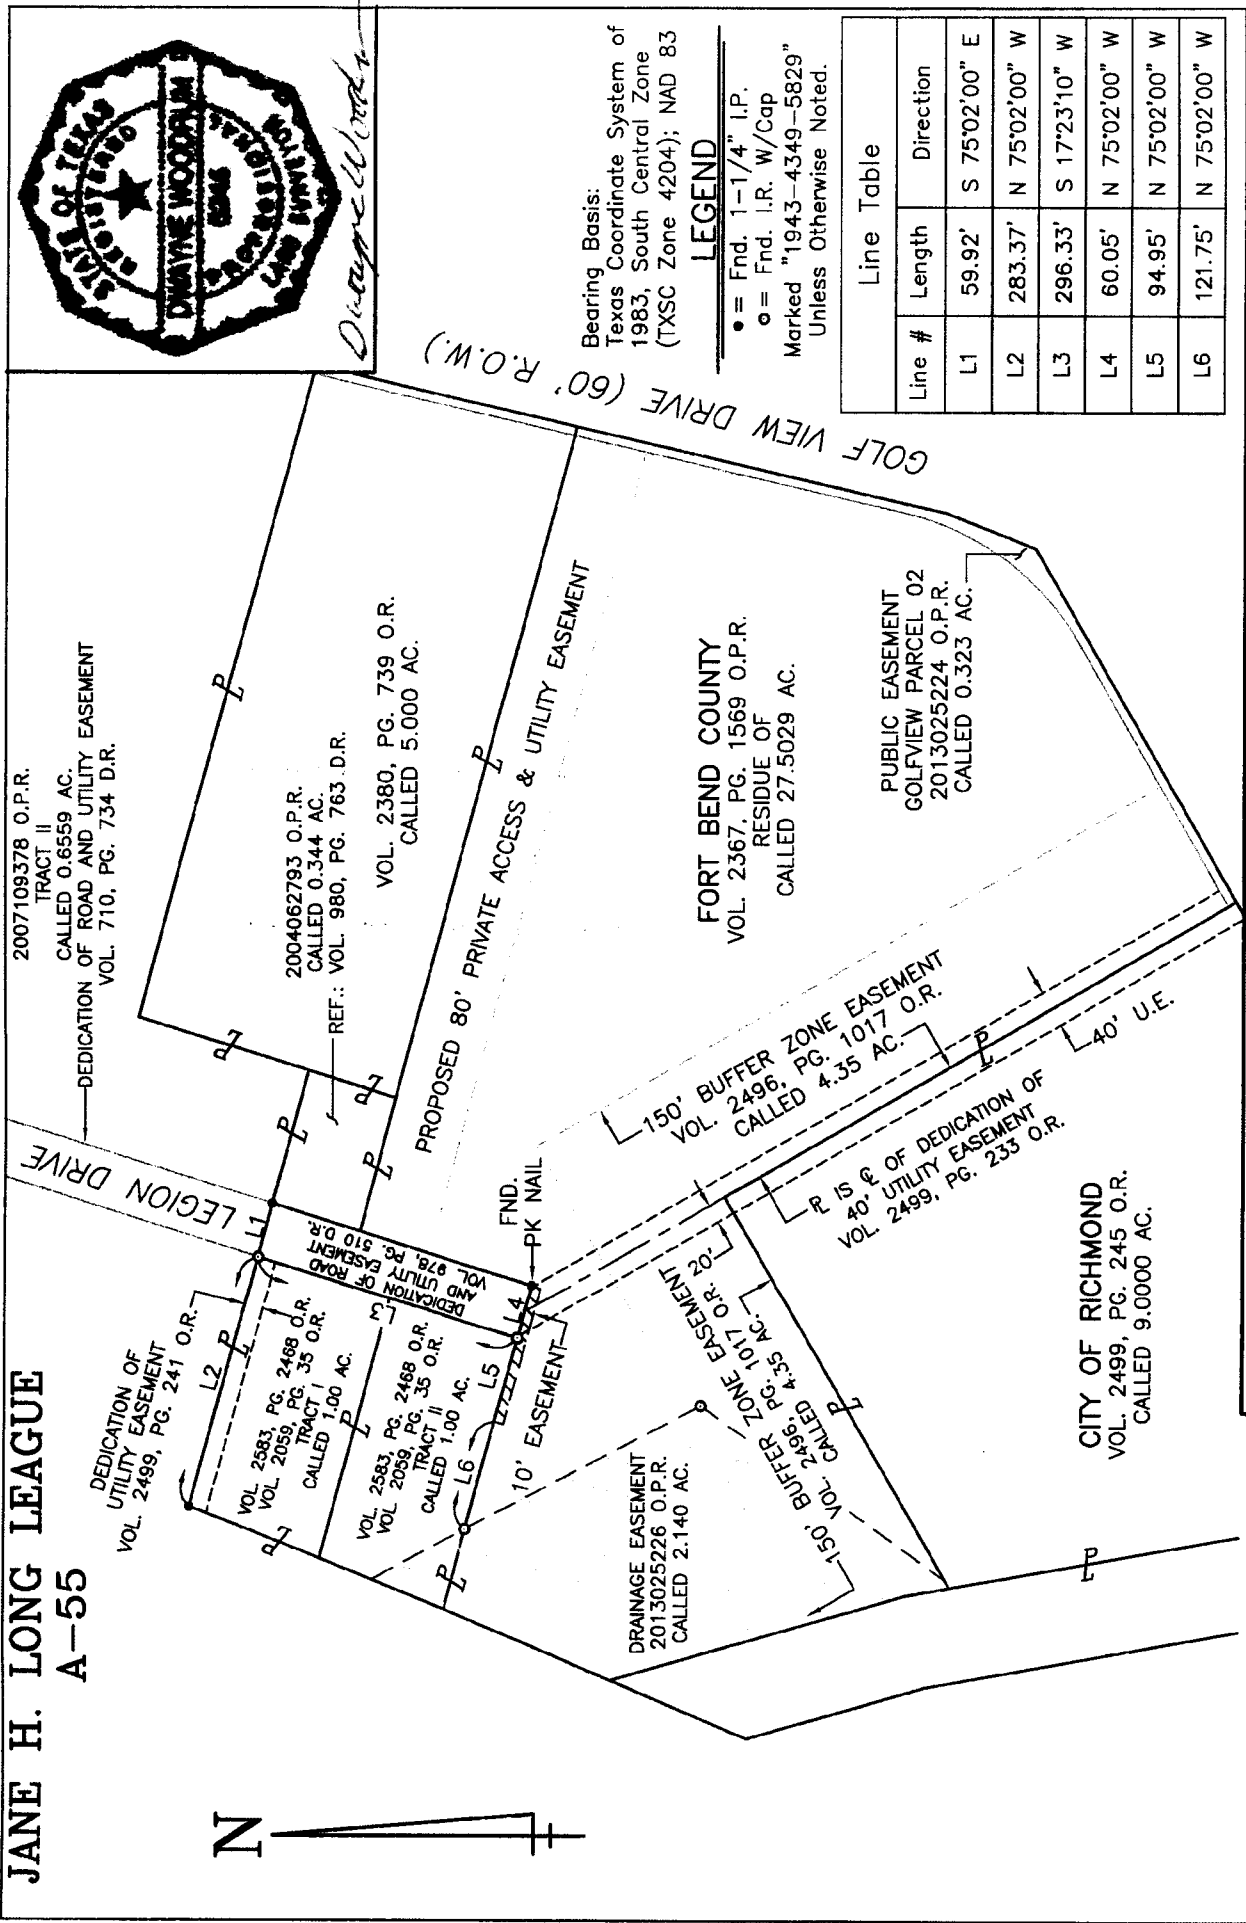 JANE H. LONG LEAGUE
A-55
N
2007109378 O.P.R.
TRACT II
CALLED 0.6559 AC.
DEDICATION OF ROAD AND UTILITY EASEMENT
VOL. 710, PG. 734 D.R.
LEGION DRIVE
DEDICATION OF
UTILITY EASEMENT
VOL. 2499, PG. 241 O.R.
L1
L2
VOL. 2583, PG. 2468 O.R.
VOL. 2059, PG. 35 O.R.
TRACT I
CALLED 1.00 AC.
L3
DEDICATION OF ROAD
AND UTILITY EASEMENT
VOL. 978, PG. 510 D.R.
VOL. 2583, PG. 2468 O.R.
VOL. 2059, PG. 35 O.R.
TRACT II
CALLED 1.00 AC.
L4
L5
L6
10' EASEMENT
FND.
PK NAIL
2004062793 O.P.R.
CALLED 0.344 AC.
REF.: VOL. 980, PG. 763 D.R.
VOL. 2380, PG. 739 O.R.
CALLED 5.000 AC.
PROPOSED 80' PRIVATE ACCESS & UTILITY EASEMENT
GOLF VIEW DRIVE (60' R.O.W.)
FORT BEND COUNTY
VOL. 2367, PG. 1569 O.P.R.
RESIDUE OF
CALLED 27.5029 AC.
PUBLIC EASEMENT
GOLFVIEW PARCEL 02
2013025224 O.P.R.
CALLED 0.323 AC.
150' BUFFER ZONE EASEMENT
VOL. 2496, PG. 1017 O.R.
CALLED 4.35 AC.
40' U.E.
℄ IS ℄ OF DEDICATION OF
40' UTILITY EASEMENT
VOL. 2499, PG. 233 O.R.
20'
150' BUFFER ZONE EASEMENT
VOL. 2496, PG. 1017 O.R.
CALLED 4.35 AC.
DRAINAGE EASEMENT
2013025226 O.P.R.
CALLED 2.140 AC.
CITY OF RICHMOND
VOL. 2499, PG. 245 O.R.
CALLED 9.0000 AC.
STATE OF TEXAS
REGISTERED
DWAYNE WOODRUM
PROFESSIONAL
LAND SURVEYOR
Bearing Basis:
Texas Coordinate System of
1983, South Central Zone
(TXSC Zone 4204); NAD 83
LEGEND
• = Fnd. 1-1/4" I.P.
o = Fnd. I.R. W/Cap
Marked "1943-4349-5829"
Unless Otherwise Noted.
Line Table
Line # Length Direction
L1 59.92' S 75°02'00" E
L2 283.37' N 75°02'00" W
L3 296.33' S 17°23'10" W
L4 60.05' N 75°02'00" W
L5 94.95' N 75°02'00" W
L6 121.75' N 75°02'00" W